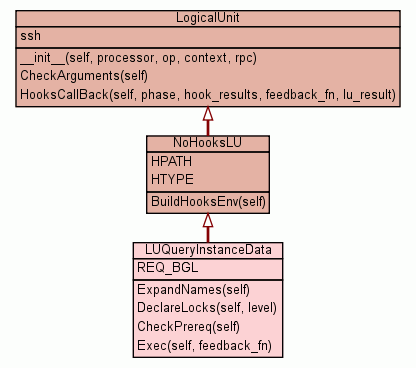 LogicalUnit
ssh
__init__(self, processor, op, context, rpc)
CheckArguments(self)
HooksCallBack(self, phase, hook_results, feedback_fn, lu_result)
NoHooksLU
HPATH
HTYPE
BuildHooksEnv(self)
LUQueryInstanceData
REQ_BGL
ExpandNames(self)
DeclareLocks(self, level)
CheckPrereq(self)
Exec(self, feedback_fn)